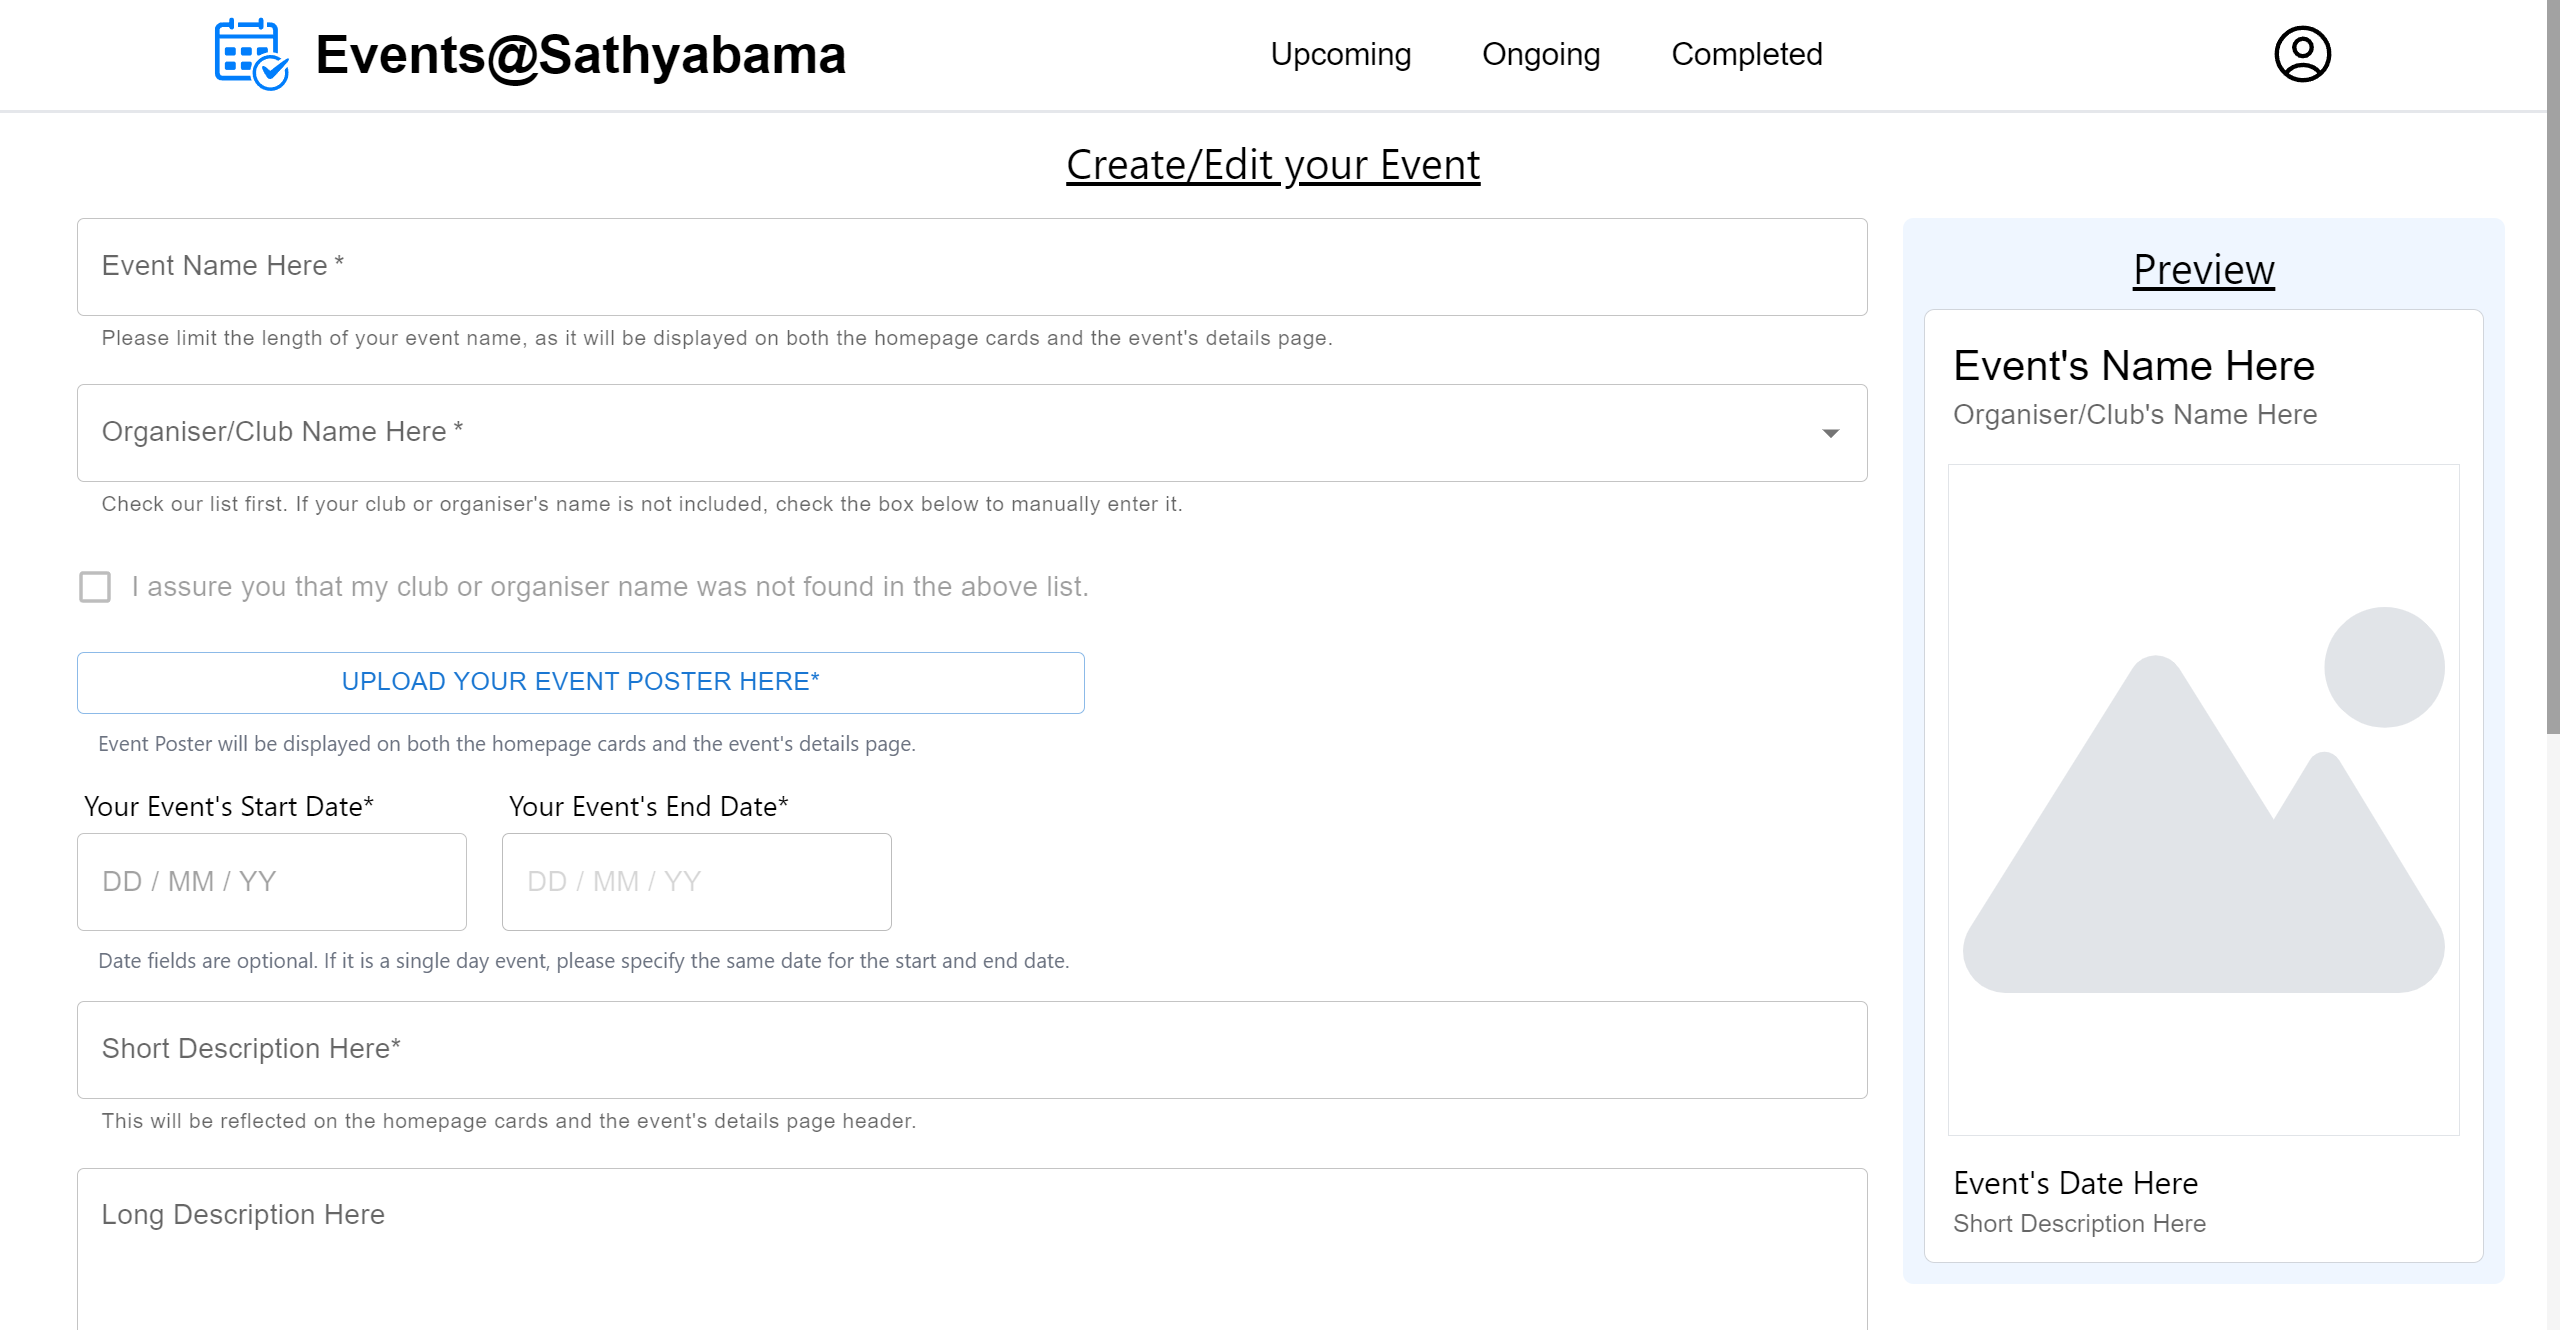 Events@Sathyabama
Upcoming Ongoing Completed
Create/Edit your Event
Event Name Here *
Please limit the length of your event name, as it will be displayed on both the homepage cards and the event's details page.
Organiser/Club Name Here *
Check our list first. If your club or organiser's name is not included, check the box below to manually enter it.
I assure you that my club or organiser name was not found in the above list.
UPLOAD YOUR EVENT POSTER HERE*
Event Poster will be displayed on both the homepage cards and the event's details page.
Your Event's Start Date* Your Event's End Date*
DD / MM / YY DD / MM / YY
Date fields are optional. If it is a single day event, please specify the same date for the start and end date.
Short Description Here*
This will be reflected on the homepage cards and the event's details page header.
Long Description Here
Preview
Event's Name Here
Organiser/Club's Name Here
Event's Date Here
Short Description Here